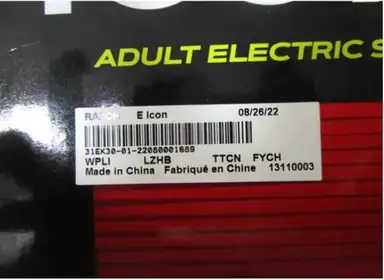 ADULT ELECTRIC S
E Icon 08/26/22
31EK30-01-22080001889
WPLI LZHB TTCN FYCH
Made in China Fabriqué en Chine 13110003